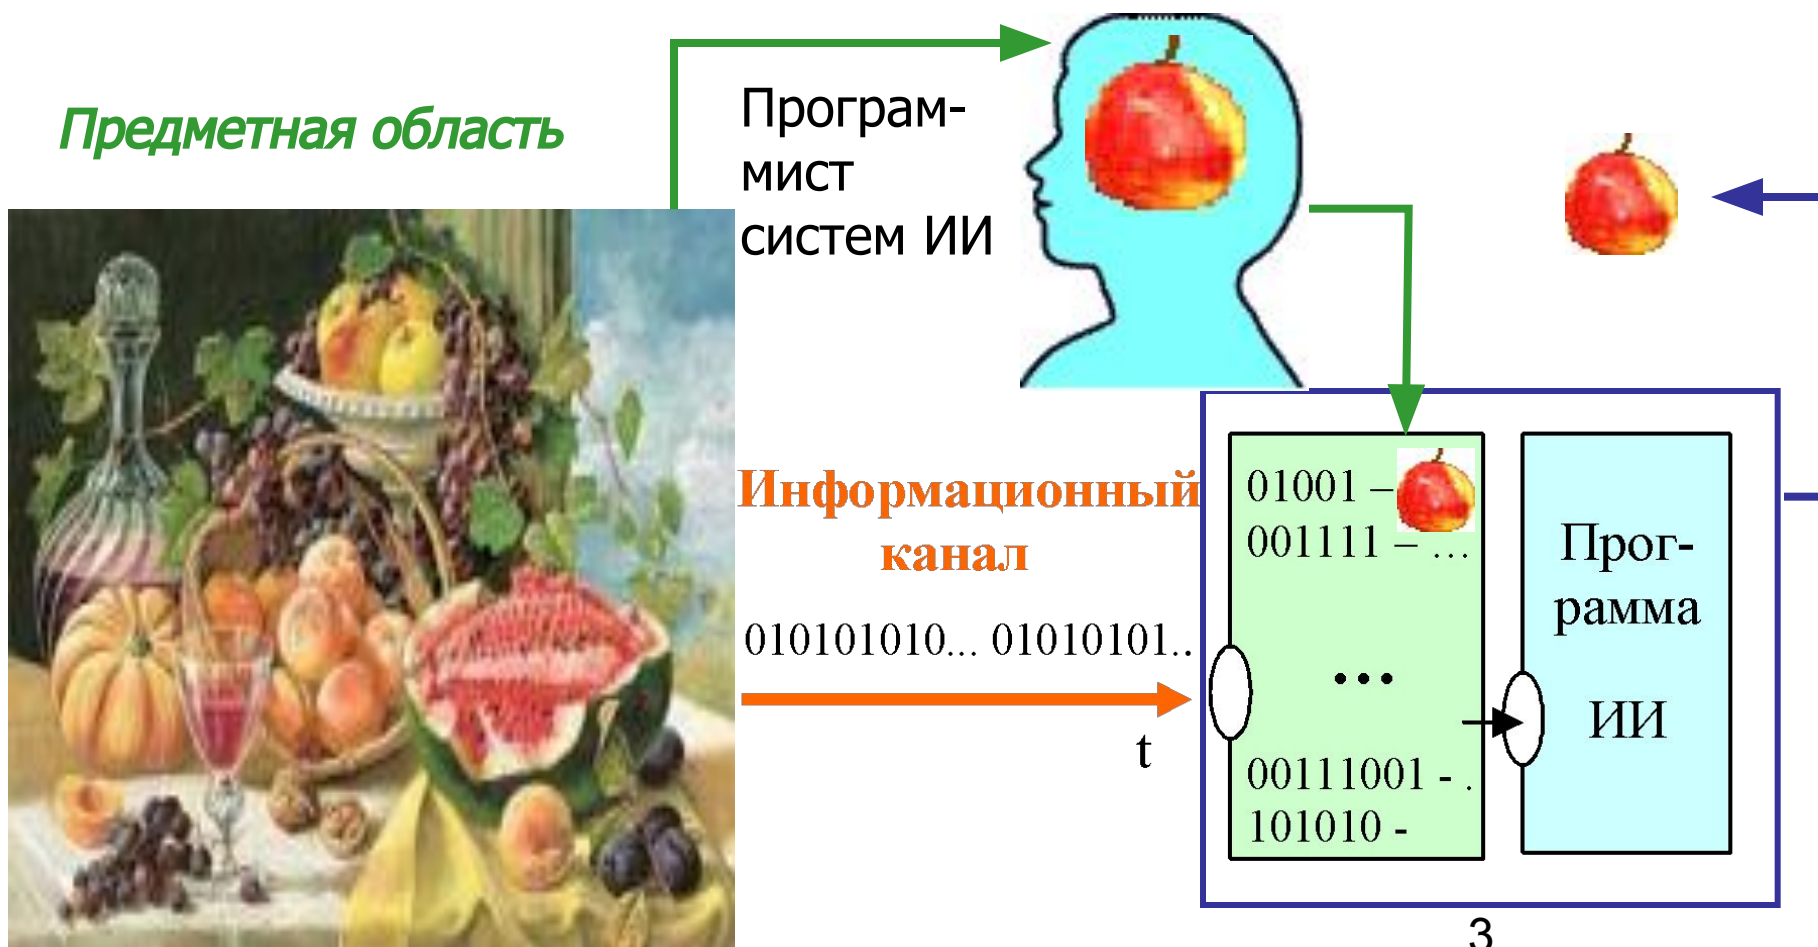 Предметная область
Програм-
мист
систем ИИ
Информационный
канал
010101010... 01010101..
t
01001 –
001111 – ...
...
00111001 - .
101010 -
Прог-
рамма
ИИ
3